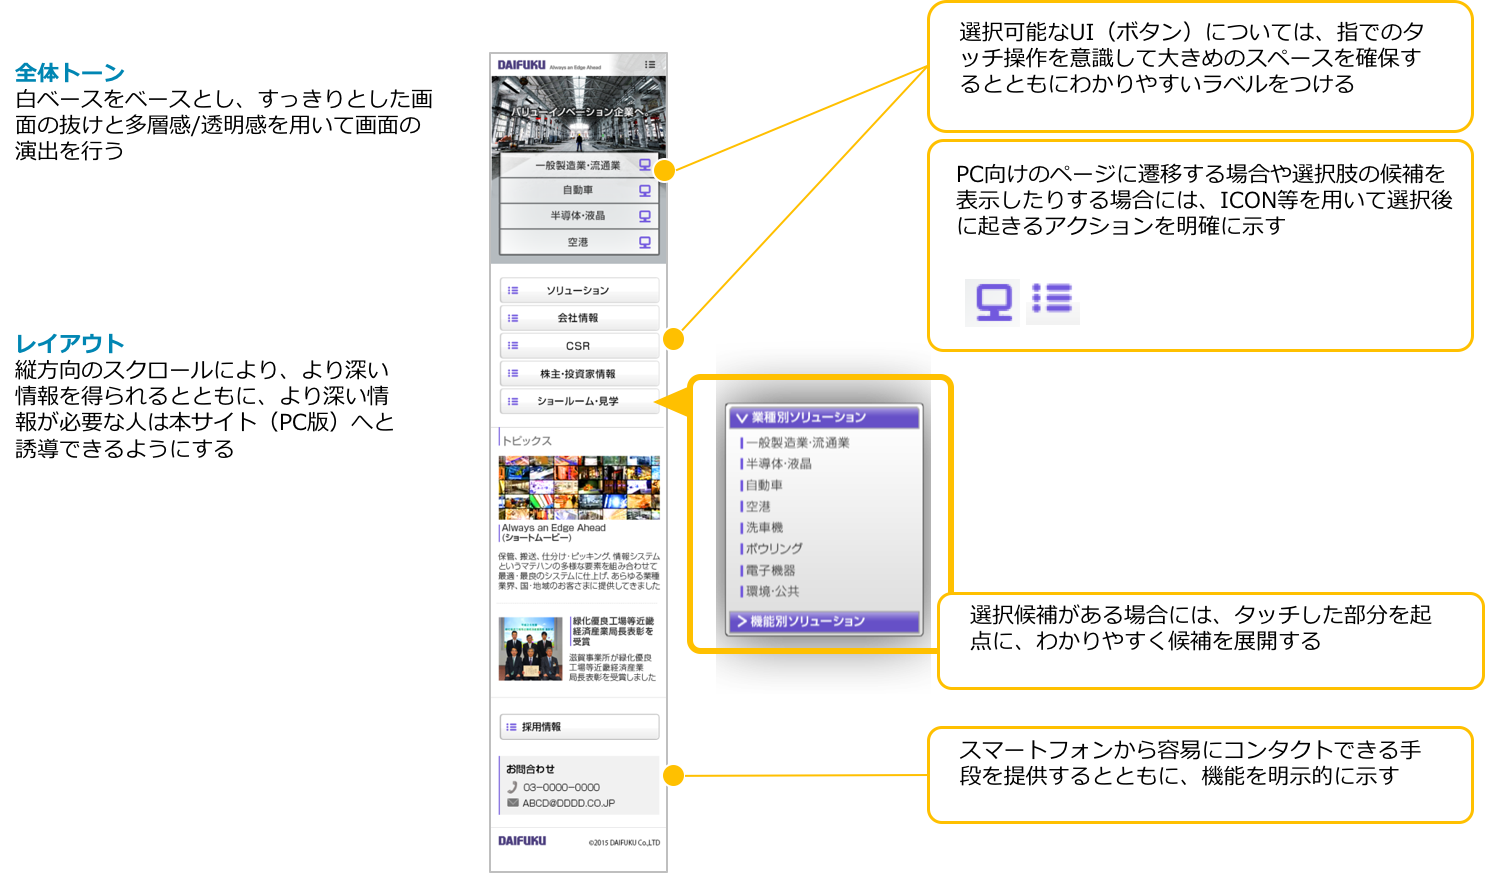 全体トーン
白ベースをベースとし、すっきりとした画
面の抜けと多層感/透明感を用いて画面の
演出を行う
レイアウト
縦方向のスクロールにより、より深い
情報を得られるとともに、より深い情
報が必要な人は本サイト（PC版）へと
誘導できるようにする
DAIFUKU Always an Edge Ahead
バリューイノベーション企業へ。
一般製造業・流通業
自動車
半導体・液晶
空港
ソリューション
会社情報
CSR
株主・投資家情報
ショールーム・見学
トピックス
Always an Edge Ahead
(ショートムービー)
保管、搬送、仕分け・ピッキング、情報システム
というマテハンの多様な要素を組み合わせて
最適・最良のシステムに仕上げ、あらゆる業種
業界、国・地域のお客さまに提供してきました
緑化優良工場等近畿
経済産業局長表彰を
受賞
滋賀事業所が緑化優良
工場等近畿経済産業
局長表彰を受賞しました
採用情報
お問合わせ
03-0000-0000
ABCD@DDDD.CO.JP
DAIFUKU ©2015 DAIFUKU Co.,LTD
業種別ソリューション
一般製造業・流通業
半導体・液晶
自動車
空港
洗車機
ボウリング
電子機器
環境・公共
機能別ソリューション
選択可能なUI（ボタン）については、指でのタ
ッチ操作を意識して大きめのスペースを確保す
るとともにわかりやすいラベルをつける
PC向けのページに遷移する場合や選択肢の候補を
表示したりする場合には、ICON等を用いて選択後
に起きるアクションを明確に示す
選択候補がある場合には、タッチした部分を起
点に、わかりやすく候補を展開する
スマートフォンから容易にコンタクトできる手
段を提供するとともに、機能を明示的に示す